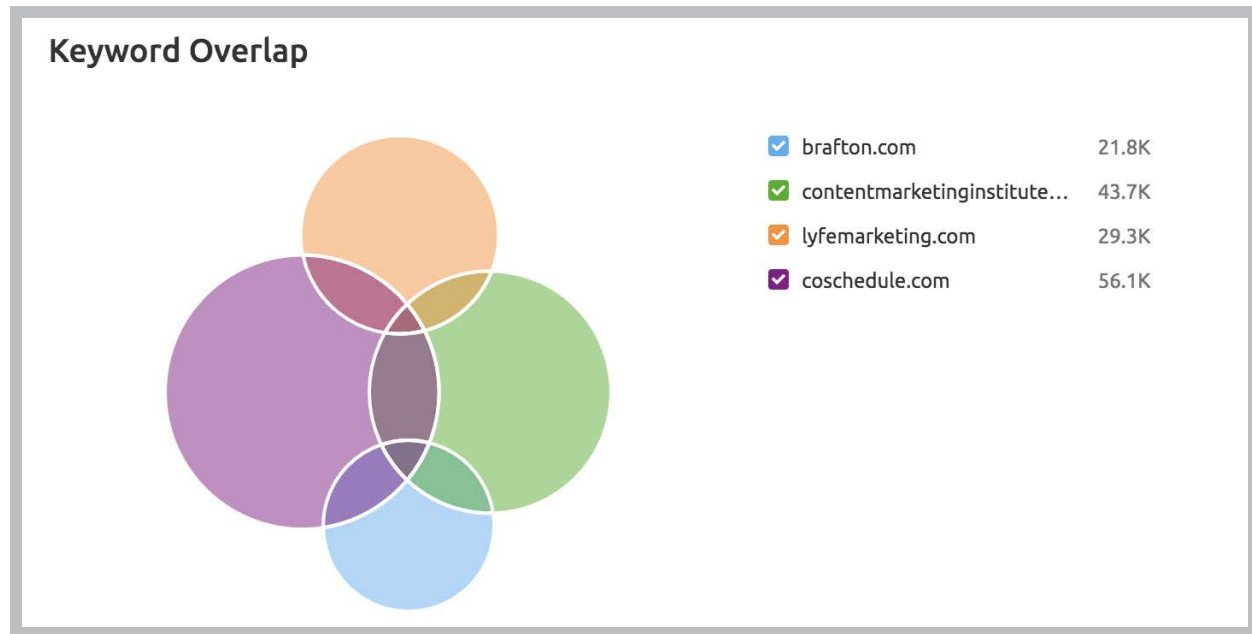 Keyword Overlap
brafton.com 21.8K
contentmarketinginstitute... 43.7K
lyfemarketing.com 29.3K
coschedule.com 56.1K